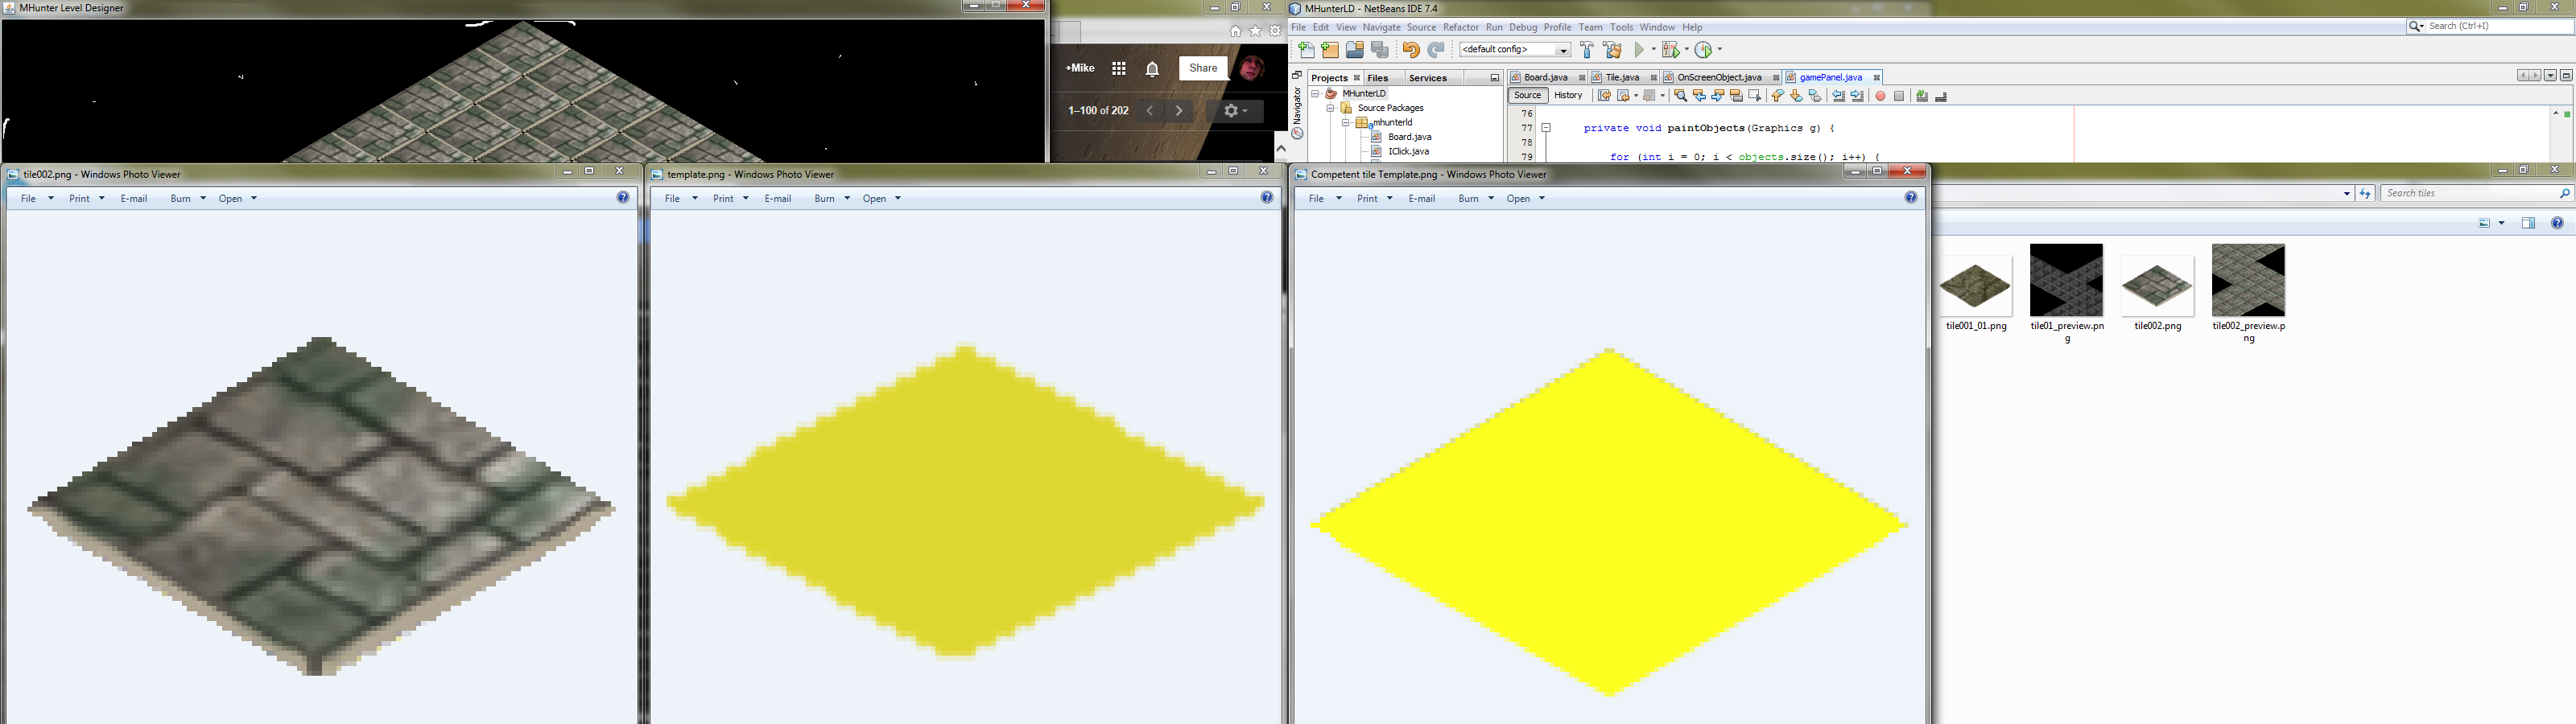 MHunter Level Designer
+Mike
Share
1–100 of 202
MHunterLD - NetBeans IDE 7.4
File Edit View Navigate Source Refactor Run Debug Profile Team Tools Window Help
Search (Ctrl+I)
<default config>
Projects Files Services
Navigator
MHunterLD
Source Packages
mhunterld
Board.java
IClick.java
Board.java Tile.java OnScreenObject.java gamePanel.java
Source History
76
77 private void paintObjects(Graphics g) {
78
79 for (int i = 0; i < objects.size(); i++) {
tile002.png - Windows Photo Viewer
File Print E-mail Burn Open
template.png - Windows Photo Viewer
File Print E-mail Burn Open
Competent tile Template.png - Windows Photo Viewer
File Print E-mail Burn Open
Search tiles
tile001_01.png
tile01_preview.pn
g
tile002.png
tile002_preview.p
ng